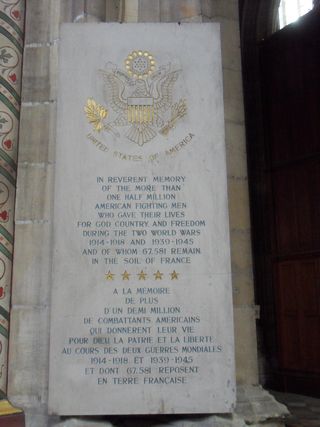 UNITED STATES OF AMERICA
IN REVERENT MEMORY
OF THE MORE THAN
ONE HALF MILLION
AMERICAN FIGHTING MEN
WHO GAVE THEIR LIVES
FOR GOD COUNTRY AND FREEDOM
DURING THE TWO WORLD WARS
1914-1918 AND 1939-1945
AND OF WHOM 67.581 REMAIN
IN THE SOIL OF FRANCE
A LA MEMOIRE
DE PLUS
D'UN DEMI MILLION
DE COMBATTANTS AMERICAINS
QUI DONNERENT LEUR VIE
POUR DIEU, LA PATRIE ET LA LIBERTE
AU COURS DES DEUX GUERRES MONDIALES
1914-1918 ET 1939-1945
ET DONT 67.581 REPOSENT
EN TERRE FRANÇAISE